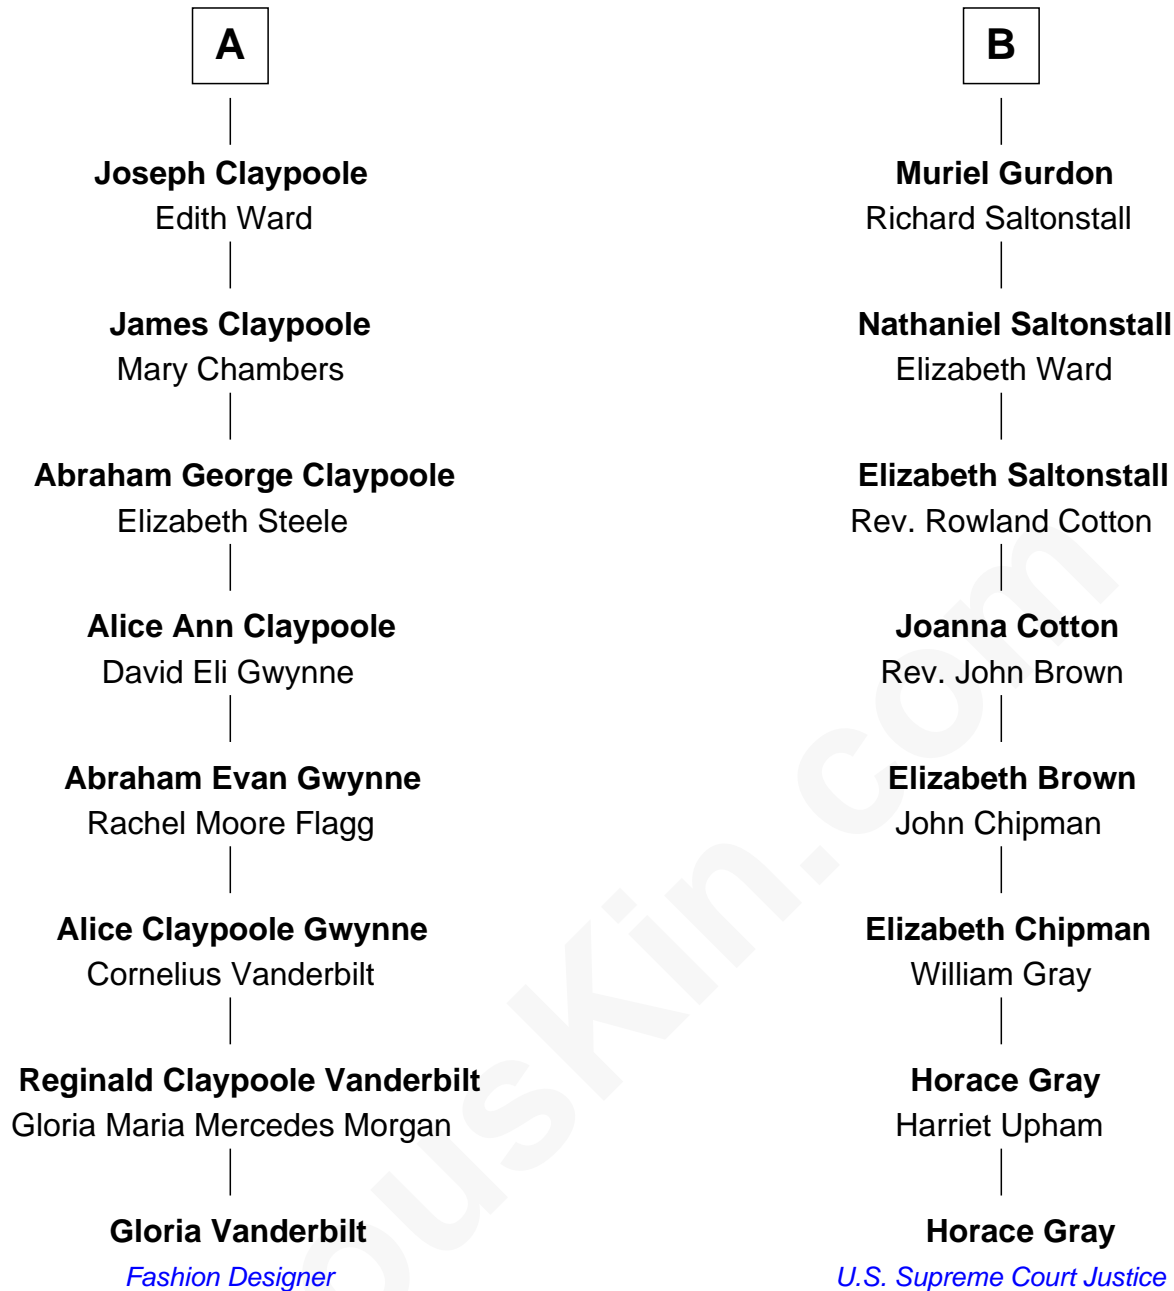 A
Joseph Claypoole
Edith Ward
James Claypoole
Mary Chambers
Abraham George Claypoole
Elizabeth Steele
Alice Ann Claypoole
David Eli Gwynne
Abraham Evan Gwynne
Rachel Moore Flagg
Alice Claypoole Gwynne
Cornelius Vanderbilt
Reginald Claypoole Vanderbilt
Gloria Maria Mercedes Morgan
Gloria Vanderbilt
Fashion Designer
B
Muriel Gurdon
Richard Saltonstall
Nathaniel Saltonstall
Elizabeth Ward
Elizabeth Saltonstall
Rev. Rowland Cotton
Joanna Cotton
Rev. John Brown
Elizabeth Brown
John Chipman
Elizabeth Chipman
William Gray
Horace Gray
Harriet Upham
Horace Gray
U.S. Supreme Court Justice
ousKin.com